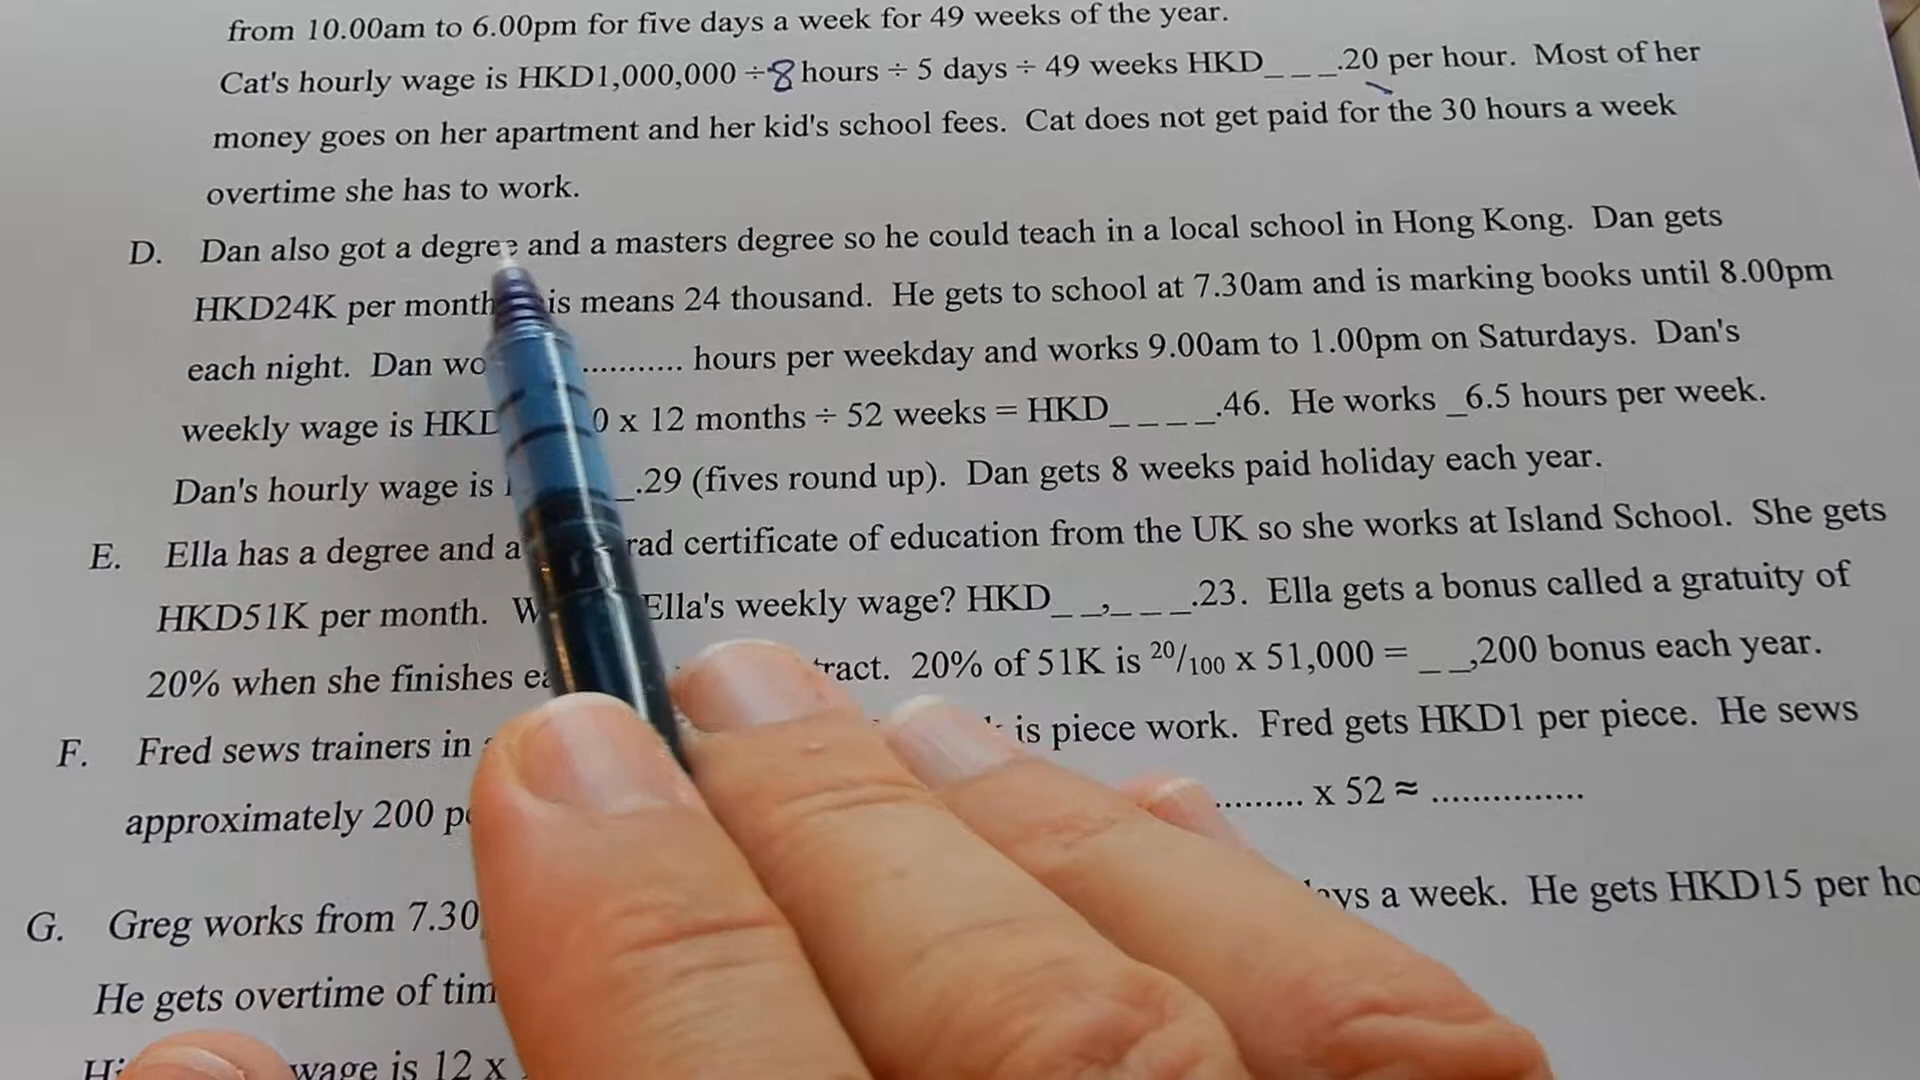 from 10.00am to 6.00pm for five days a week for 49 weeks of the year.
Cat's hourly wage is HKD1,000,000 ÷ 8 hours ÷ 5 days ÷ 49 weeks HKD_ _ _.20 per hour. Most of her
money goes on her apartment and her kid's school fees. Cat does not get paid for the 30 hours a week
overtime she has to work.
D. Dan also got a degree and a masters degree so he could teach in a local school in Hong Kong. Dan gets
HKD24K per month is means 24 thousand. He gets to school at 7.30am and is marking books until 8.00pm
each night. Dan wo ........... hours per weekday and works 9.00am to 1.00pm on Saturdays. Dan's
weekly wage is HKD 0 x 12 months ÷ 52 weeks = HKD_ _ _ _.46. He works _6.5 hours per week.
Dan's hourly wage is _.29 (fives round up). Dan gets 8 weeks paid holiday each year.
E. Ella has a degree and a rad certificate of education from the UK so she works at Island School. She gets
HKD51K per month. W Ella's weekly wage? HKD_ _,_ _ _.23. Ella gets a bonus called a gratuity of
20% when she finishes ea tract. 20% of 51K is 20/100 x 51,000 = _ _,200 bonus each year.
F. Fred sews trainers in is piece work. Fred gets HKD1 per piece. He sews
approximately 200 p ......... x 52 ≈ ...............
G. Greg works from 7.30 ays a week. He gets HKD15 per ho
He gets overtime of tim
wage is 12 x